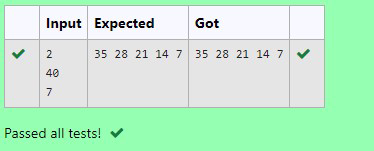 Input Expected Got
2 35 28 21 14 7 35 28 21 14 7
40
7
Passed all tests!